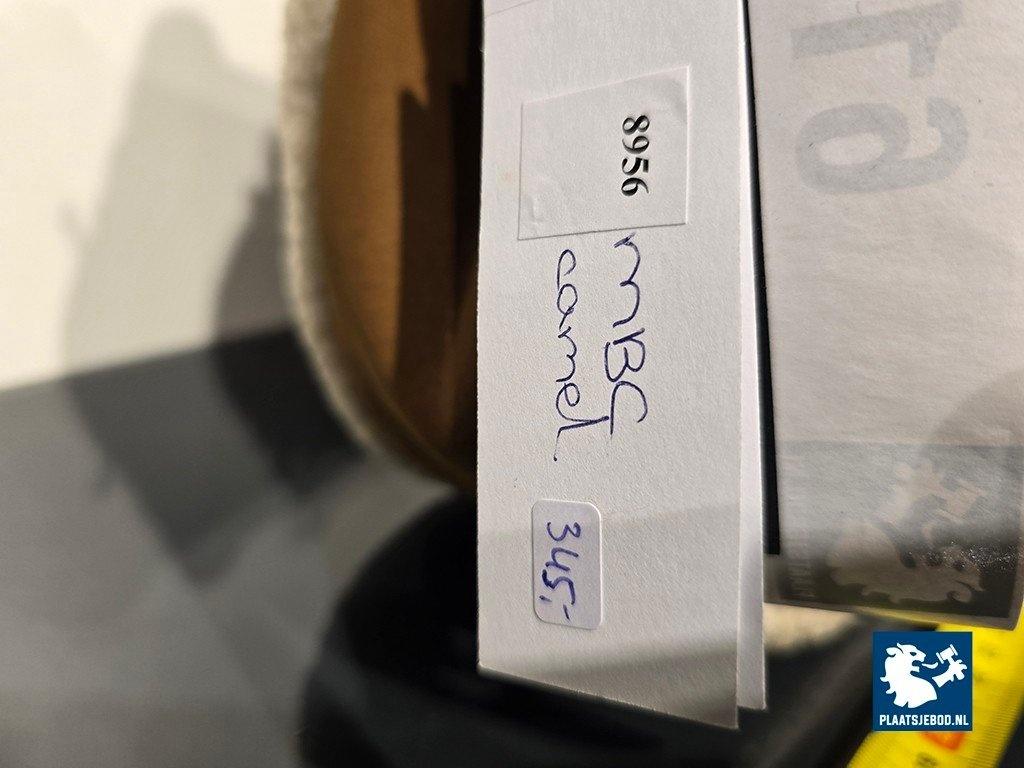 8956
mBC
camel
345,-
PLAATSJEBOD.NL